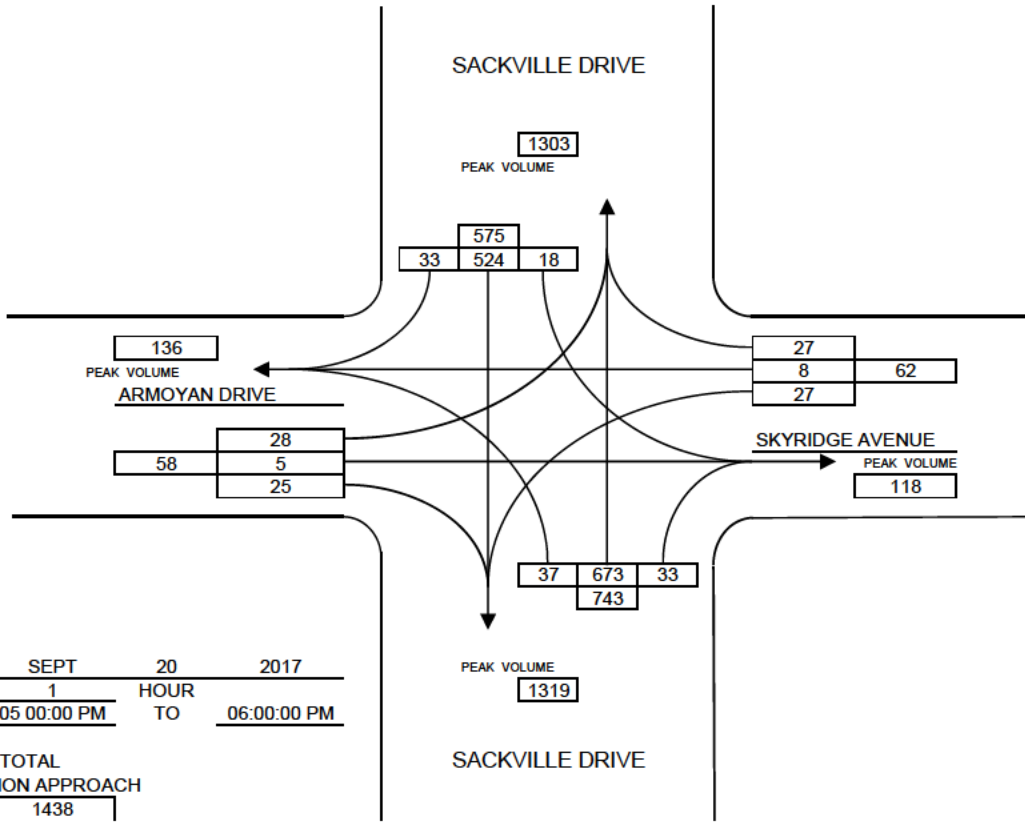 SACKVILLE DRIVE
1303
PEAK VOLUME
575
33 524 18
136
PEAK VOLUME
ARMOYAN DRIVE
27
8 62
27
28
58 5
25
SKYRIDGE AVENUE
PEAK VOLUME
118
37 673 33
743
PEAK VOLUME
1319
SEPT 20 2017
1 HOUR
05 00:00 PM TO 06:00:00 PM
TOTAL
ION APPROACH
1438
SACKVILLE DRIVE